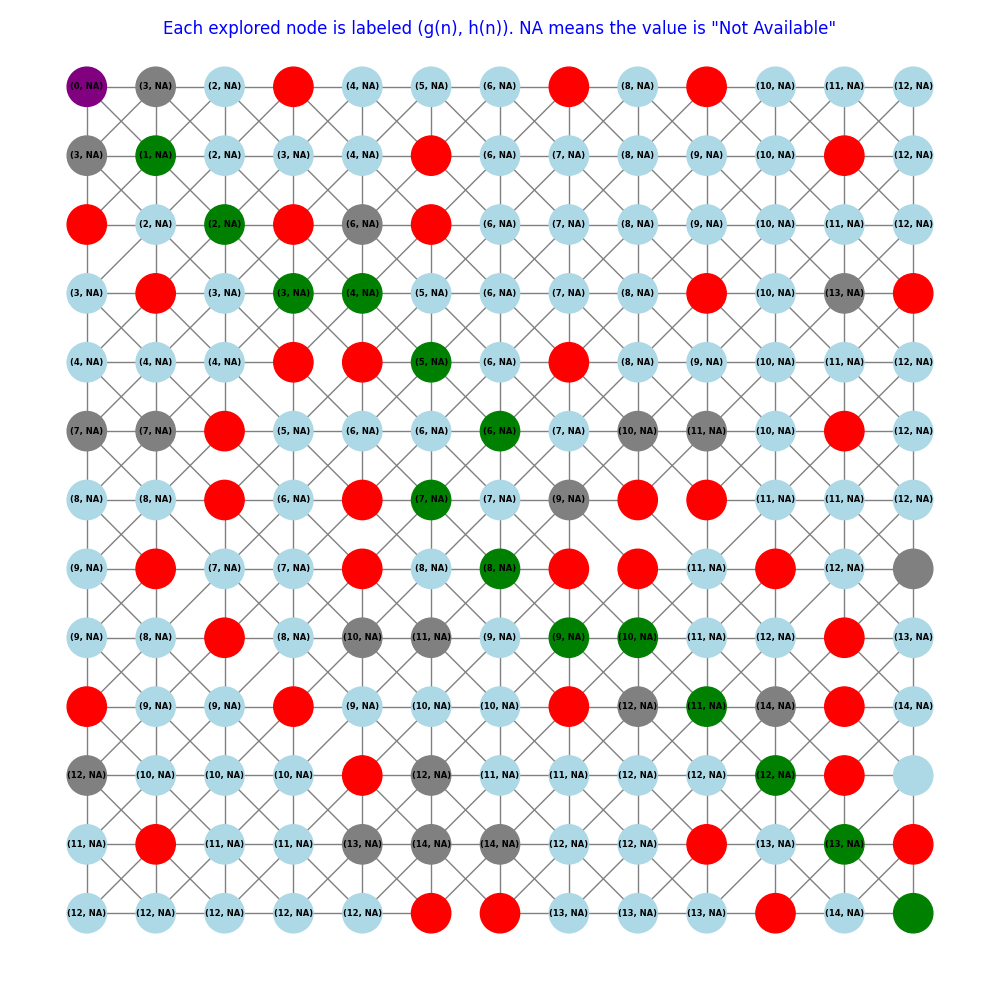 Each explored node is labeled (g(n), h(n)). NA means the value is "Not Available"
(0, NA) (3, NA) (2, NA) (4, NA) (5, NA) (6, NA) (8, NA) (10, NA) (11, NA) (12, NA)
(3, NA) (1, NA) (2, NA) (3, NA) (4, NA) (6, NA) (7, NA) (8, NA) (9, NA) (10, NA) (12, NA)
(2, NA) (2, NA) (6, NA) (6, NA) (7, NA) (8, NA) (9, NA) (10, NA) (11, NA) (12, NA)
(3, NA) (3, NA) (3, NA) (4, NA) (5, NA) (6, NA) (7, NA) (8, NA) (10, NA) (13, NA)
(4, NA) (4, NA) (4, NA) (5, NA) (6, NA) (8, NA) (9, NA) (10, NA) (11, NA) (12, NA)
(7, NA) (7, NA) (5, NA) (6, NA) (6, NA) (6, NA) (7, NA) (10, NA) (11, NA) (10, NA) (12, NA)
(8, NA) (8, NA) (6, NA) (7, NA) (7, NA) (9, NA) (11, NA) (11, NA) (12, NA)
(9, NA) (7, NA) (7, NA) (8, NA) (8, NA) (11, NA) (12, NA)
(9, NA) (8, NA) (8, NA) (10, NA) (11, NA) (9, NA) (9, NA) (10, NA) (11, NA) (12, NA) (13, NA)
(9, NA) (9, NA) (9, NA) (10, NA) (10, NA) (12, NA) (11, NA) (14, NA) (14, NA)
(12, NA) (10, NA) (10, NA) (10, NA) (12, NA) (11, NA) (11, NA) (12, NA) (12, NA) (12, NA)
(11, NA) (11, NA) (11, NA) (13, NA) (14, NA) (14, NA) (12, NA) (12, NA) (13, NA) (13, NA)
(12, NA) (12, NA) (12, NA) (12, NA) (12, NA) (13, NA) (13, NA) (13, NA) (14, NA)